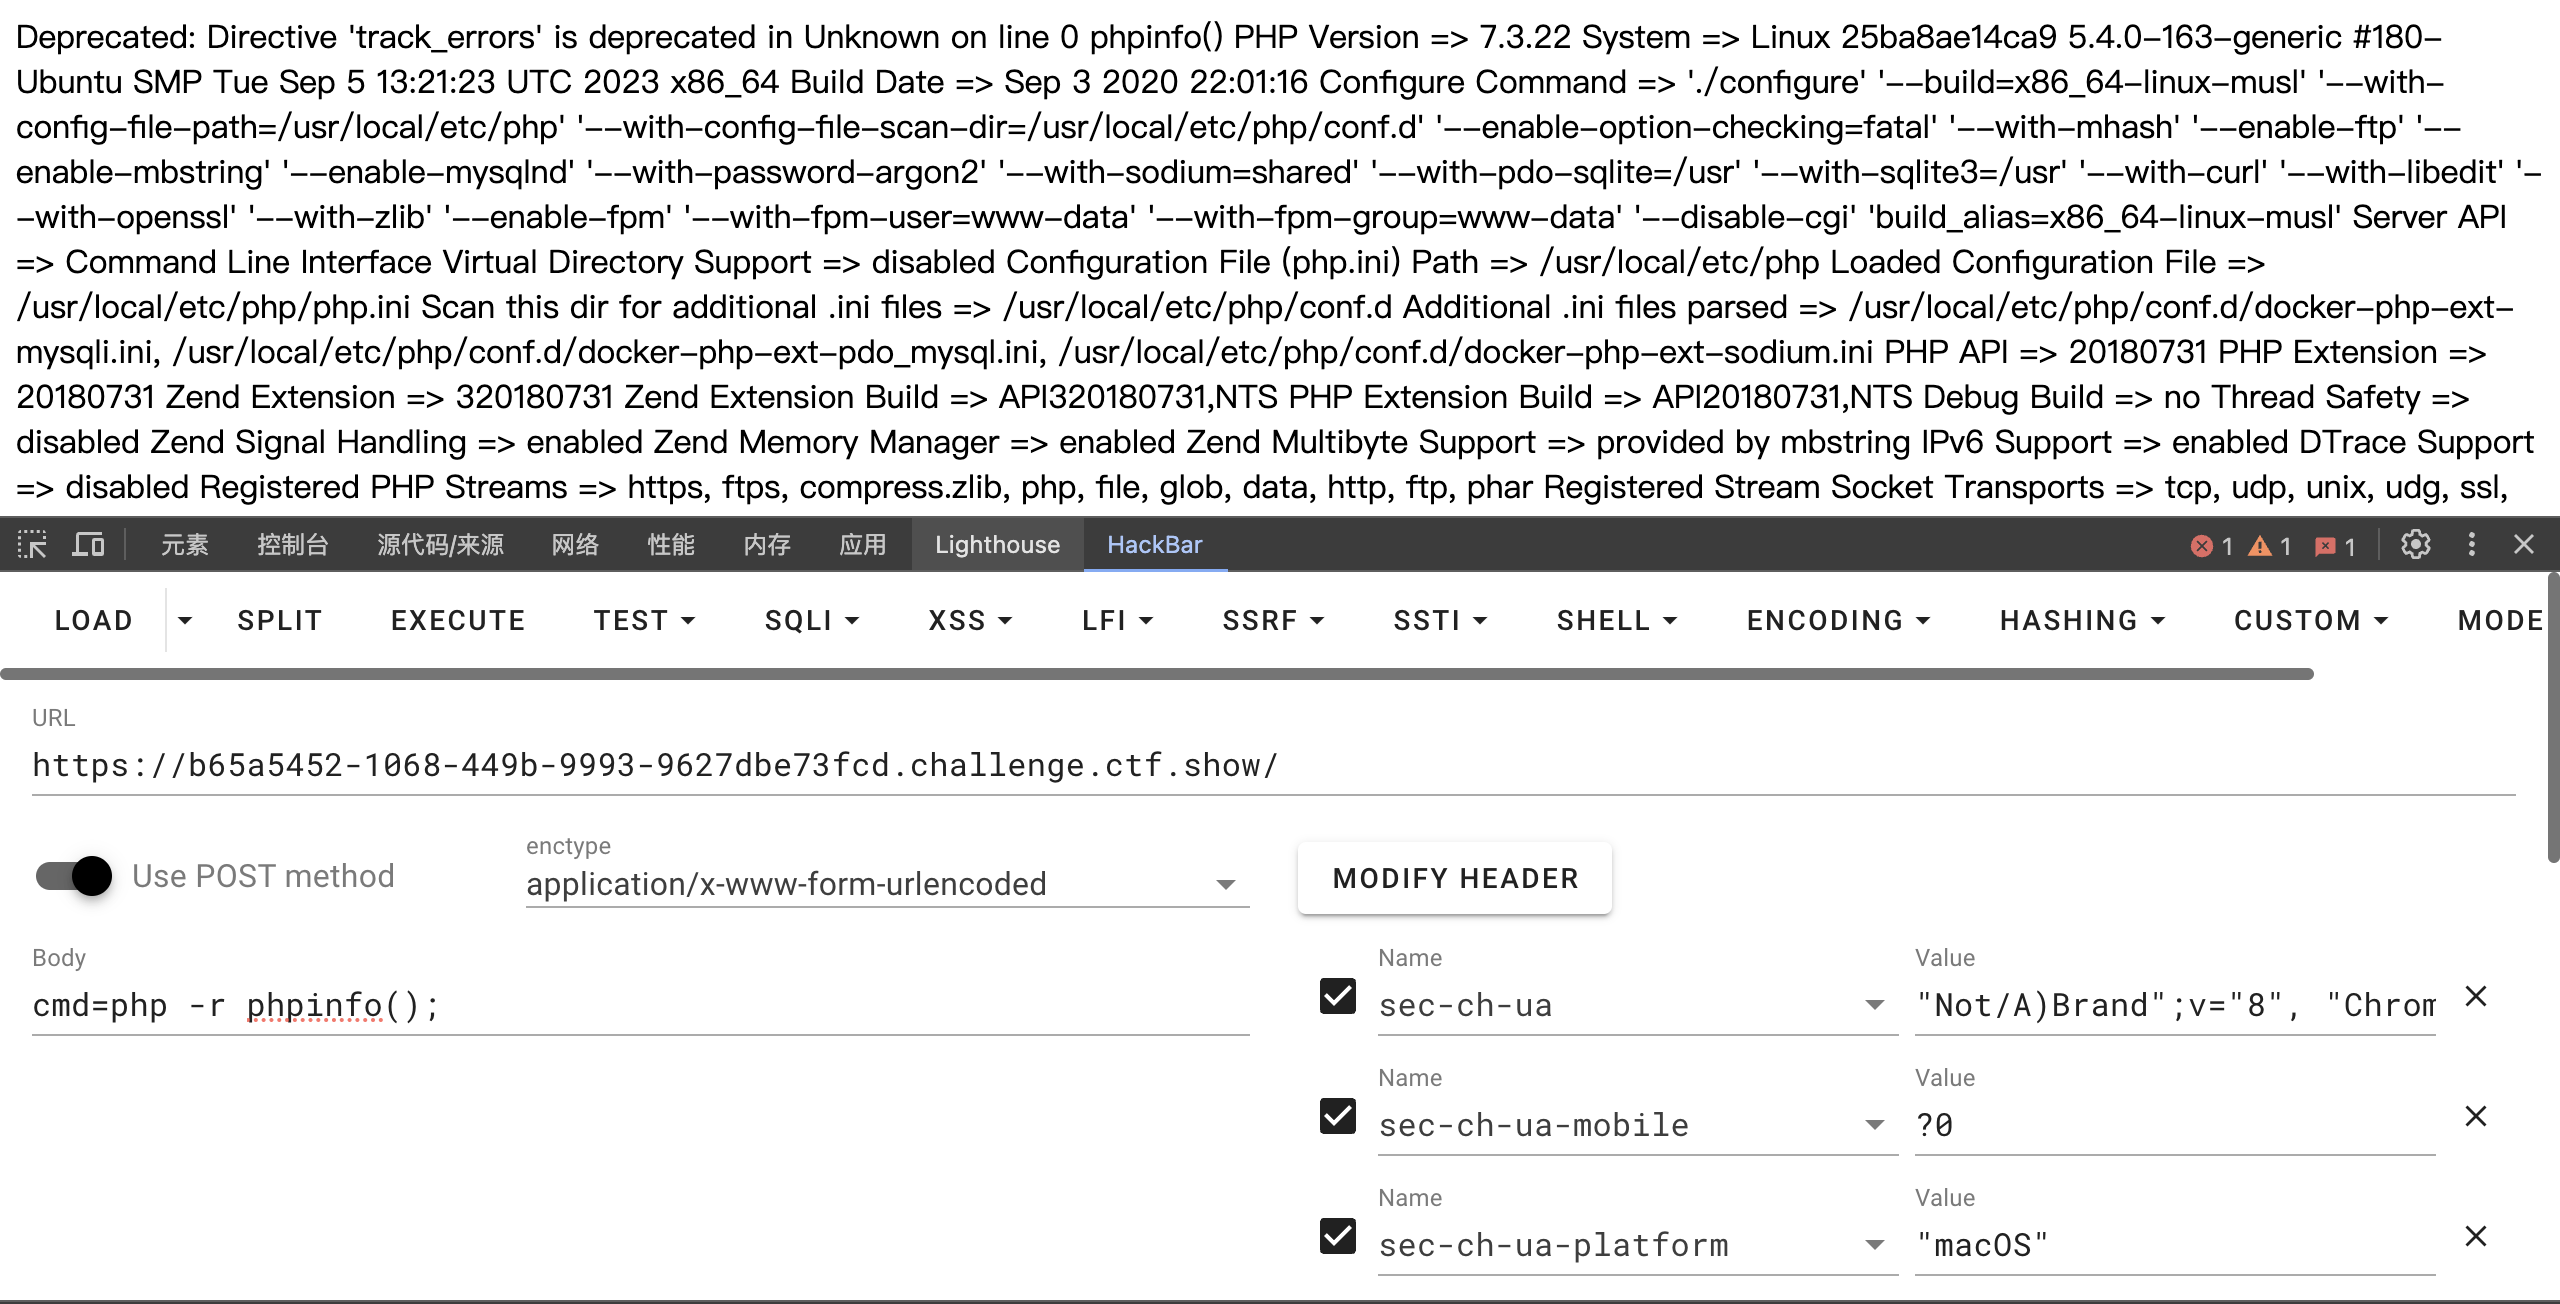 Deprecated: Directive 'track_errors' is deprecated in Unknown on line 0 phpinfo() PHP Version => 7.3.22 System => Linux 25ba8ae14ca9 5.4.0-163-generic #180-
Ubuntu SMP Tue Sep 5 13:21:23 UTC 2023 x86_64 Build Date => Sep 3 2020 22:01:16 Configure Command => './configure' '--build=x86_64-linux-musl' '--with-
config-file-path=/usr/local/etc/php' '--with-config-file-scan-dir=/usr/local/etc/php/conf.d' '--enable-option-checking=fatal' '--with-mhash' '--enable-ftp' '--
enable-mbstring' '--enable-mysqlnd' '--with-password-argon2' '--with-sodium=shared' '--with-pdo-sqlite=/usr' '--with-sqlite3=/usr' '--with-curl' '--with-libedit' '-
-with-openssl' '--with-zlib' '--enable-fpm' '--with-fpm-user=www-data' '--with-fpm-group=www-data' '--disable-cgi' 'build_alias=x86_64-linux-musl' Server API
=> Command Line Interface Virtual Directory Support => disabled Configuration File (php.ini) Path => /usr/local/etc/php Loaded Configuration File =>
/usr/local/etc/php/php.ini Scan this dir for additional .ini files => /usr/local/etc/php/conf.d Additional .ini files parsed => /usr/local/etc/php/conf.d/docker-php-ext-
mysqli.ini, /usr/local/etc/php/conf.d/docker-php-ext-pdo_mysql.ini, /usr/local/etc/php/conf.d/docker-php-ext-sodium.ini PHP API => 20180731 PHP Extension =>
20180731 Zend Extension => 320180731 Zend Extension Build => API320180731,NTS PHP Extension Build => API20180731,NTS Debug Build => no Thread Safety =>
disabled Zend Signal Handling => enabled Zend Memory Manager => enabled Zend Multibyte Support => provided by mbstring IPv6 Support => enabled DTrace Support
=> disabled Registered PHP Streams => https, ftps, compress.zlib, php, file, glob, data, http, ftp, phar Registered Stream Socket Transports => tcp, udp, unix, udg, ssl,
元素 控制台 源代码/来源 网络 性能 内存 应用 Lighthouse HackBar 1 1 1
LOAD SPLIT EXECUTE TEST SQLI XSS LFI SSRF SSTI SHELL ENCODING HASHING CUSTOM MODE
URL
https://b65a5452-1068-449b-9993-9627dbe73fcd.challenge.ctf.show/
Use POST method
enctype
application/x-www-form-urlencoded
MODIFY HEADER
Body
cmd=php -r phpinfo();
Name Value
sec-ch-ua "Not/A)Brand";v="8", "Chrom
Name Value
sec-ch-ua-mobile ?0
Name Value
sec-ch-ua-platform "macOS"